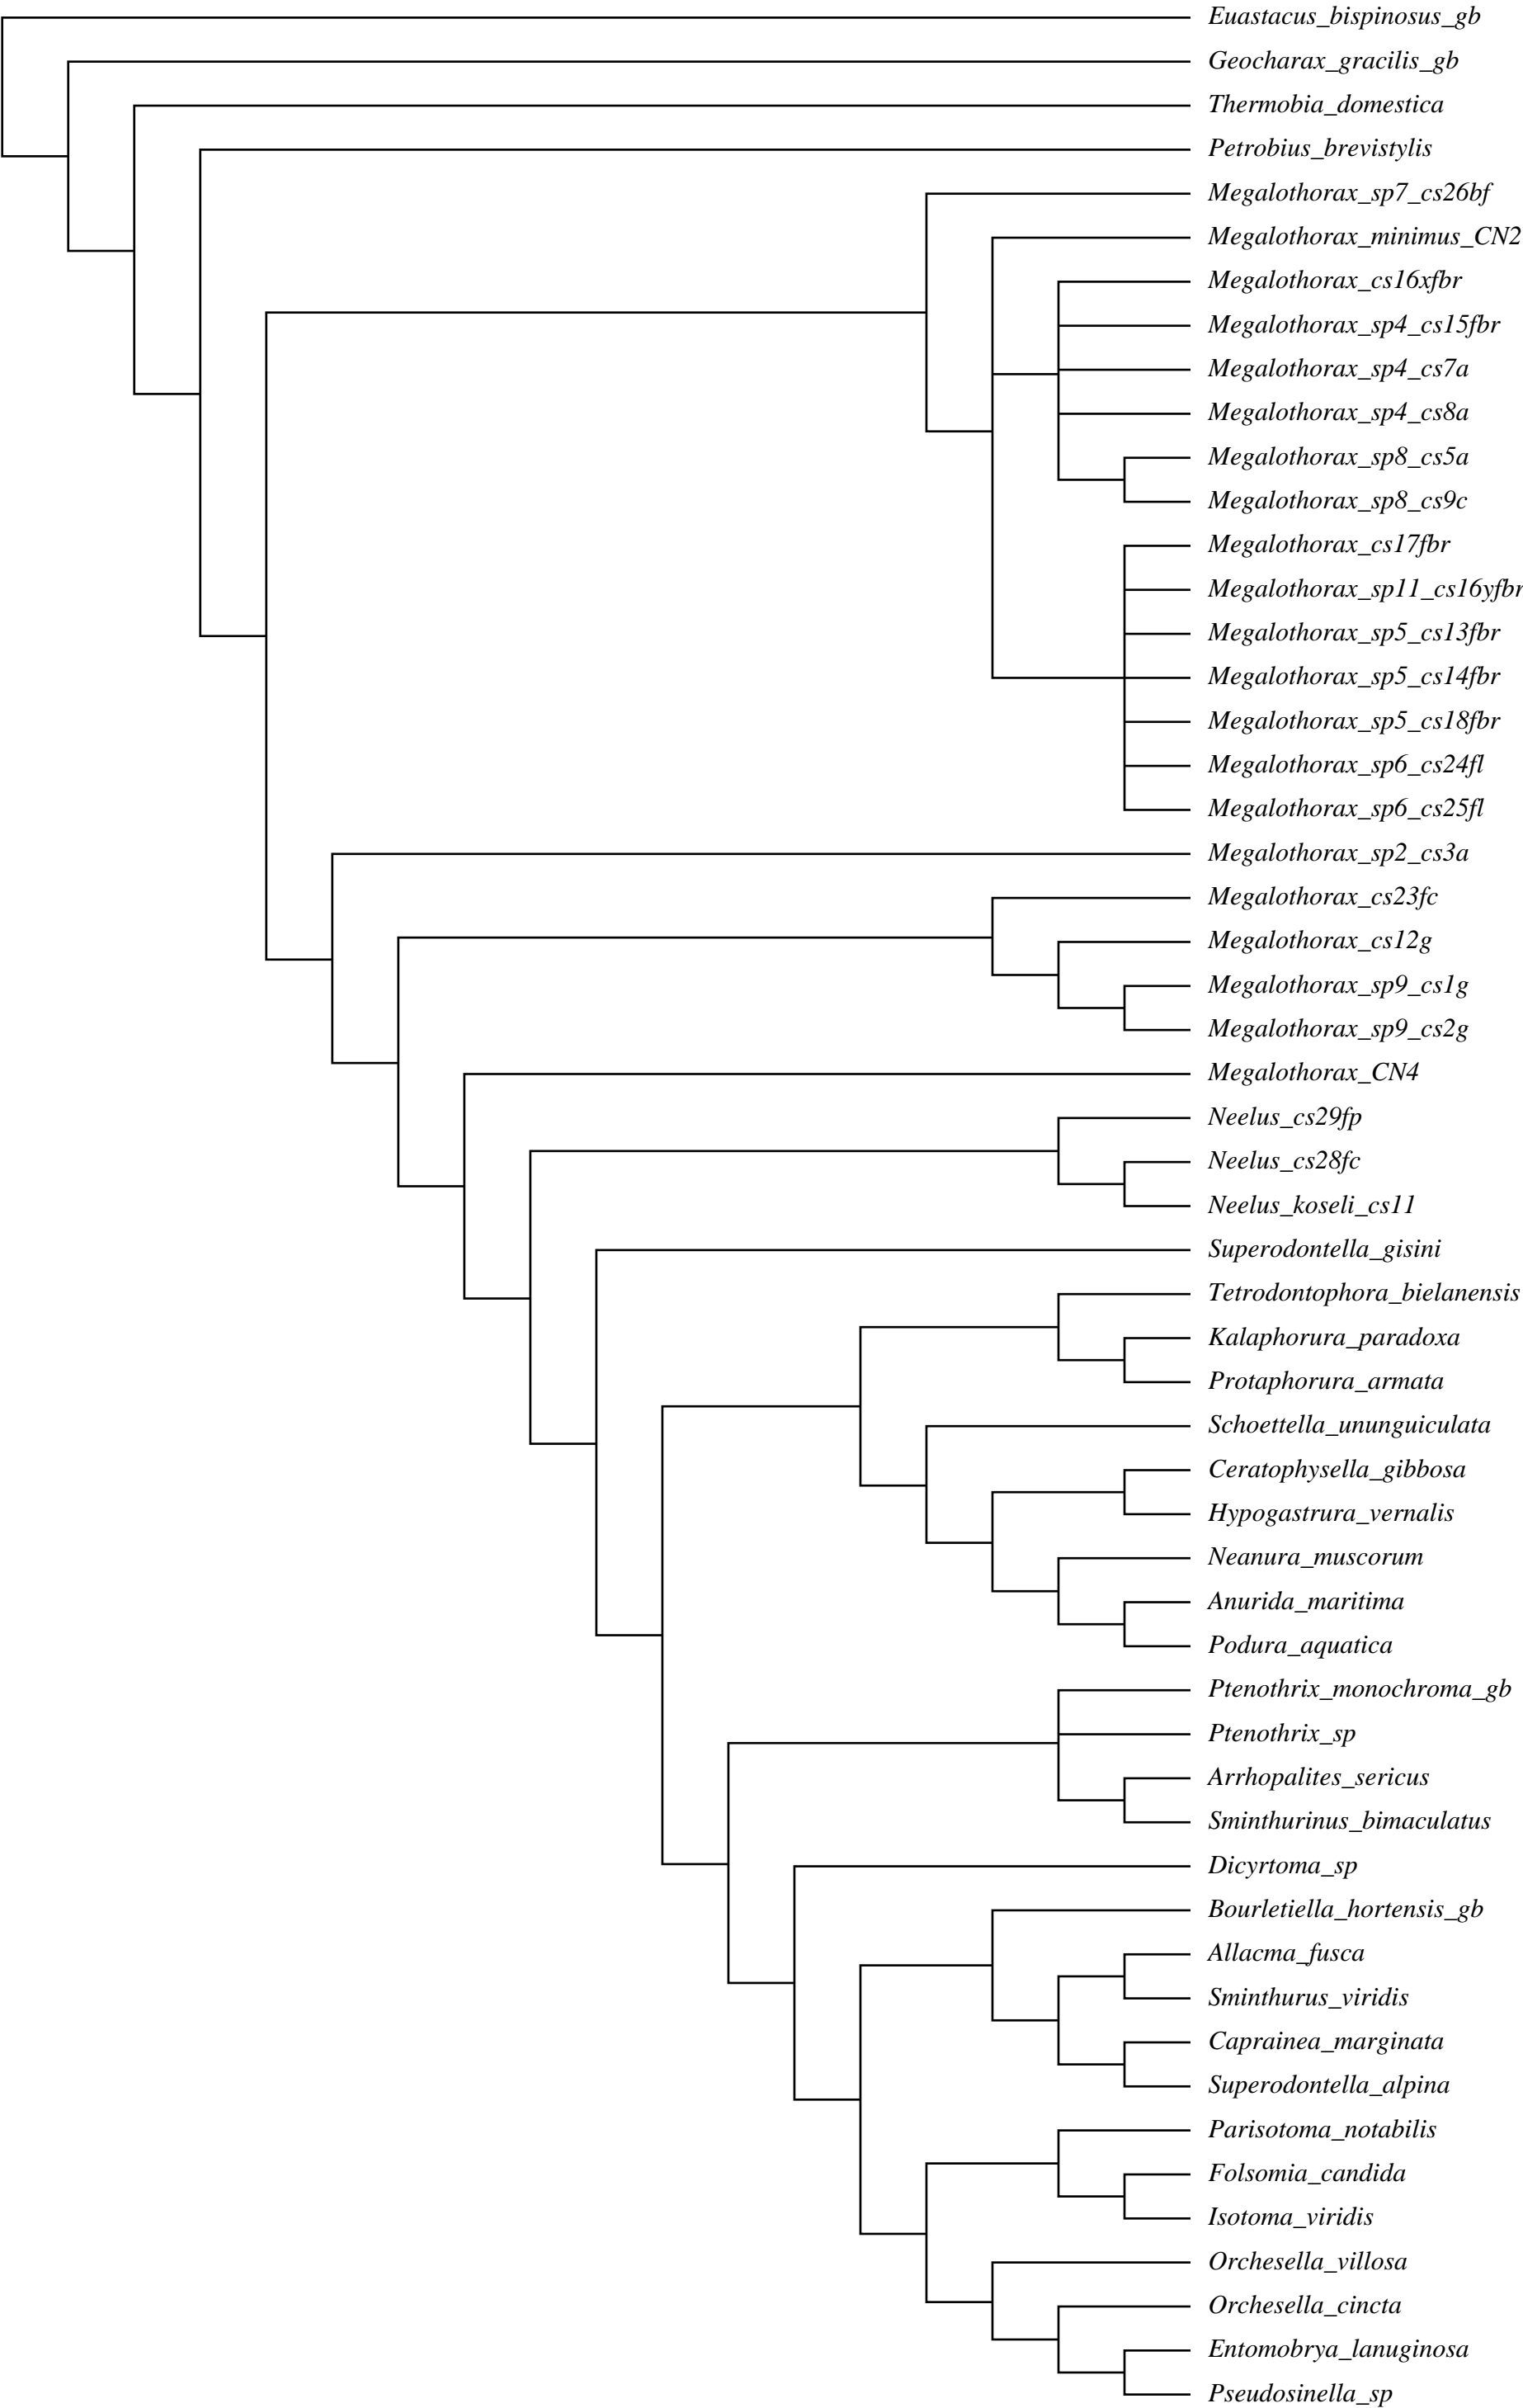 Euastacus_bispinosus_gb
Geocharax_gracilis_gb
Thermobia_domestica
Petrobius_brevistylis
Megalothorax_sp7_cs26bf
Megalothorax_minimus_CN2
Megalothorax_cs16xfbr
Megalothorax_sp4_cs15fbr
Megalothorax_sp4_cs7a
Megalothorax_sp4_cs8a
Megalothorax_sp8_cs5a
Megalothorax_sp8_cs9c
Megalothorax_cs17fbr
Megalothorax_sp11_cs16yfbr
Megalothorax_sp5_cs13fbr
Megalothorax_sp5_cs14fbr
Megalothorax_sp5_cs18fbr
Megalothorax_sp6_cs24fl
Megalothorax_sp6_cs25fl
Megalothorax_sp2_cs3a
Megalothorax_cs23fc
Megalothorax_cs12g
Megalothorax_sp9_cs1g
Megalothorax_sp9_cs2g
Megalothorax_CN4
Neelus_cs29fp
Neelus_cs28fc
Neelus_koseli_cs11
Superodontella_gisini
Tetrodontophora_bielanensis
Kalaphorura_paradoxa
Protaphorura_armata
Schoettella_ununguiculata
Ceratophysella_gibbosa
Hypogastrura_vernalis
Neanura_muscorum
Anurida_maritima
Podura_aquatica
Ptenothrix_monochroma_gb
Ptenothrix_sp
Arrhopalites_sericus
Sminthurinus_bimaculatus
Dicyrtoma_sp
Bourletiella_hortensis_gb
Allacma_fusca
Sminthurus_viridis
Caprainea_marginata
Superodontella_alpina
Parisotoma_notabilis
Folsomia_candida
Isotoma_viridis
Orchesella_villosa
Orchesella_cincta
Entomobrya_lanuginosa
Pseudosinella_sp